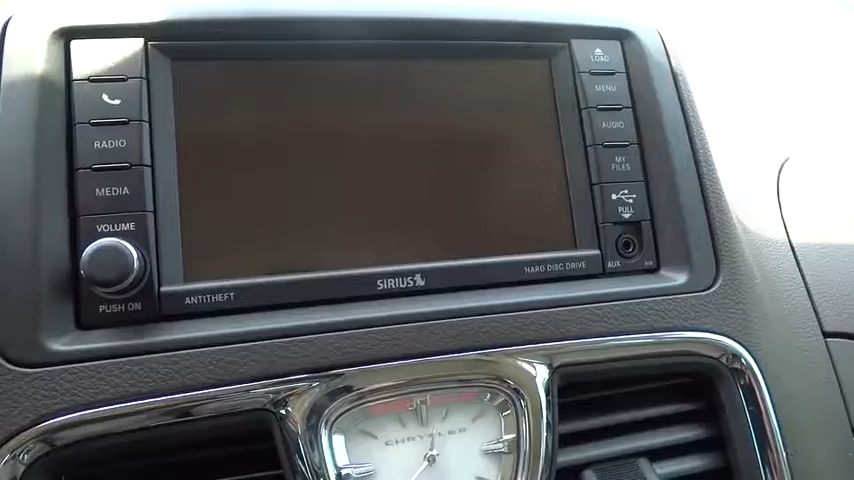 LOAD
MENU
RADIO
AUDIO
MEDIA
MY
FILES
VOLUME
PULL
AUX
PUSH ON
ANTITHEFT
SIRIUS
HARD DISC DRIVE
CHRYSLER